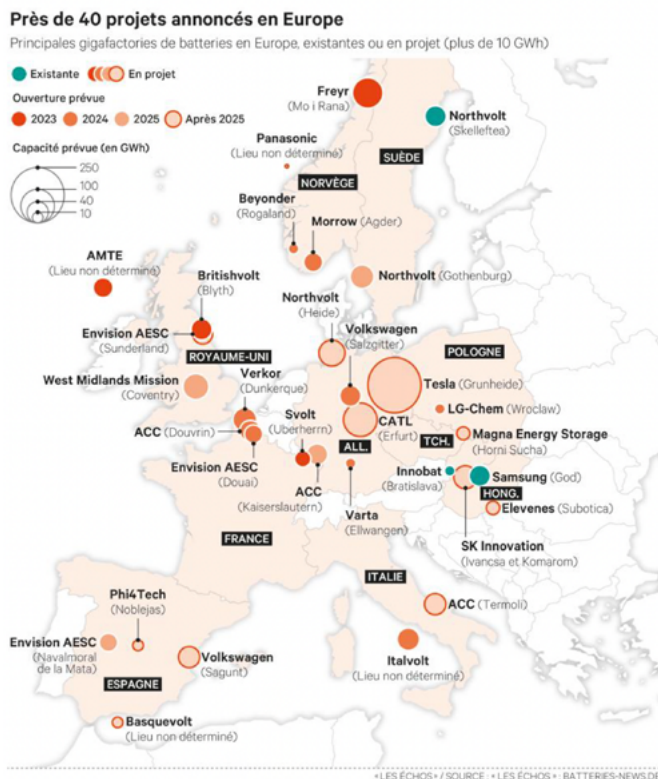 Près de 40 projets annoncés en Europe
Principales gigafactories de batteries en Europe, existantes ou en projet (plus de 10 GWh)
Existante
En projet
Ouverture prévue
2023
2024
2025
Après 2025
Capacité prévue (en GWh)
250
100
40
10
Freyr
(Mo i Rana)
Northvolt
(Skelleftea)
Panasonic
(Lieu non déterminé)
SUÈDE
NORVÈGE
Beyonder
(Rogaland)
Morrow (Agder)
AMTE
(Lieu non déterminé)
Britishvolt
(Blyth)
Northvolt (Gothenburg)
Northvolt
(Heide)
Envision AESC
(Sunderland)
Volkswagen
(Salzgitter)
ROYAUME-UNI
POLOGNE
West Midlands Mission
(Coventry)
Verkor
(Dunkerque)
Tesla (Grunheide)
LG-Chem (Wroclaw)
Svolt
(Uberherrn)
CATL
(Erfurt)
ACC (Douvrin)
Magna Energy Storage
(Horni Sucha)
ALL.
TCH.
Envision AESC
(Douai)
Innobat
(Bratislava)
Samsung (God)
HONG.
ACC
(Kaiserslautern)
Elevenes (Subotica)
Varta
(Ellwangen)
SK Innovation
(Ivancsa et Komarom)
FRANCE
ITALIE
Phi4Tech
(Noblejas)
ACC (Termoli)
Envision AESC
(Navalmoral
de la Mata)
Volkswagen
(Sagunt)
Italvolt
(Lieu non déterminé)
ESPAGNE
Basquevolt
(Lieu non déterminé)
«LES ÉCHOS» / SOURCE : «LES ÉCHOS» ; BATTERIES-NEWS.DE